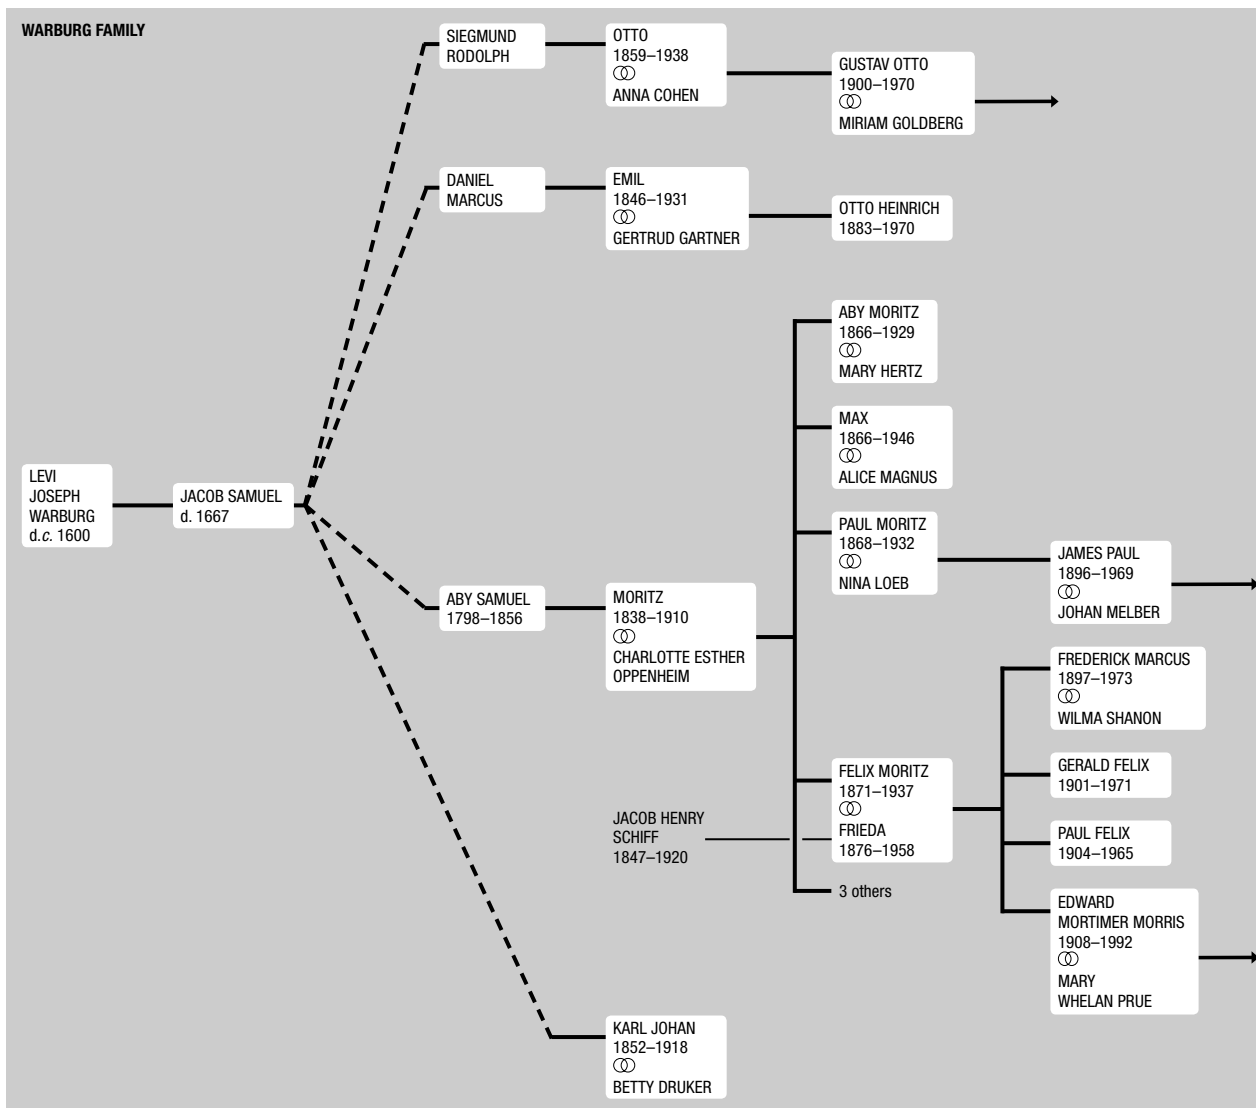 WARBURG FAMILY
SIEGMUND
RODOLPH
OTTO
1859–1938
ANNA COHEN
GUSTAV OTTO
1900–1970
MIRIAM GOLDBERG
DANIEL
MARCUS
EMIL
1846–1931
GERTRUD GARTNER
OTTO HEINRICH
1883–1970
ABY MORITZ
1866–1929
MARY HERTZ
MAX
1866–1946
ALICE MAGNUS
LEVI
JOSEPH
WARBURG
d.c. 1600
JACOB SAMUEL
d. 1667
PAUL MORITZ
1868–1932
NINA LOEB
JAMES PAUL
1896–1969
JOHAN MELBER
ABY SAMUEL
1798–1856
MORITZ
1838–1910
CHARLOTTE ESTHER
OPPENHEIM
FREDERICK MARCUS
1897–1973
WILMA SHANON
GERALD FELIX
1901–1971
JACOB HENRY
SCHIFF
1847–1920
FELIX MORITZ
1871–1937
FRIEDA
1876–1958
PAUL FELIX
1904–1965
3 others
EDWARD
MORTIMER MORRIS
1908–1992
MARY
WHELAN PRUE
KARL JOHAN
1852–1918
BETTY DRUKER